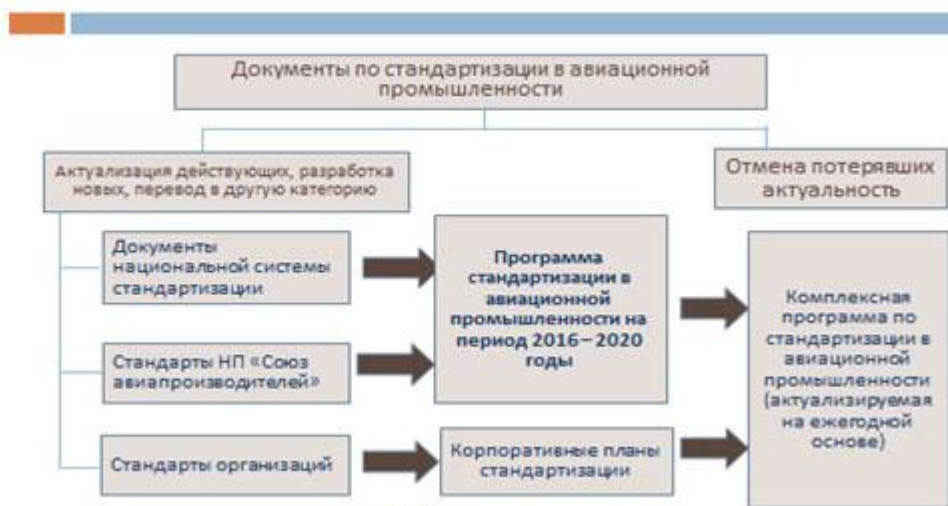 Документы по стандартизации в авиационной
промышленности
Актуализация действующих, разработка
новых, перевод в другую категорию
Отмена потерявших
актуальность
Документы
национальной системы
стандартизации
Программа
стандартизации в
авиационной
промышленности на
период 2016 – 2020
годы
Комплексная
программа по
стандартизации в
авиационной
промышленности
(актуализируемая
на ежегодной
основе)
Стандарты НП «Союз
авиапроизводителей»
Стандарты организаций
Корпоративные планы
стандартизации